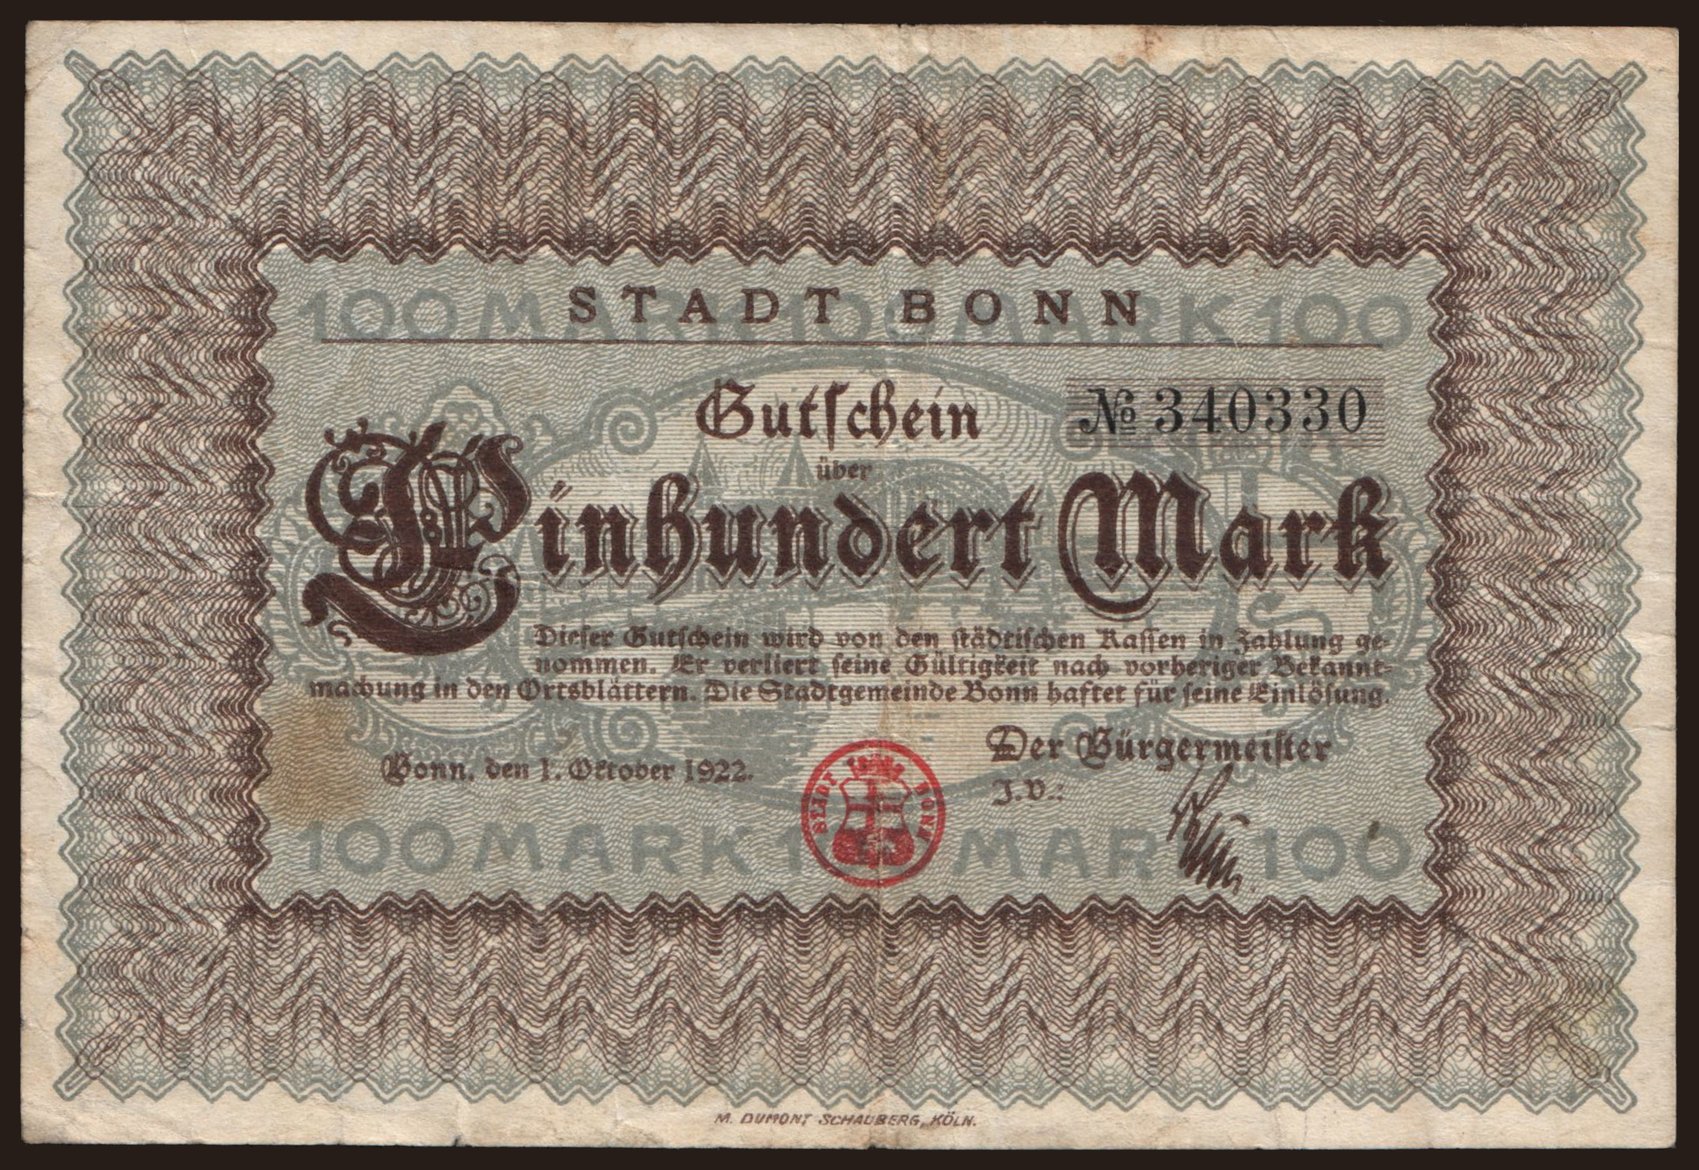 STADT BONN
100 MARK 100 MARK 100
Gutschein
№ 340330
über
Einhundert Mark
Dieser Gutschein wird von den städtischen Kassen in Zahlung ge-
nommen. Er verliert seine Gültigkeit nach vorheriger Bekannt-
machung in den Ortsblättern. Die Stadtgemeinde Bonn haftet für seine Einlösung.
Der Bürgermeister
Bonn, den 1. Oktober 1922.
J.V.:
STADT BONN
100 MARK 100 MARK 100
M. DUMONT SCHAUBERG, KÖLN.